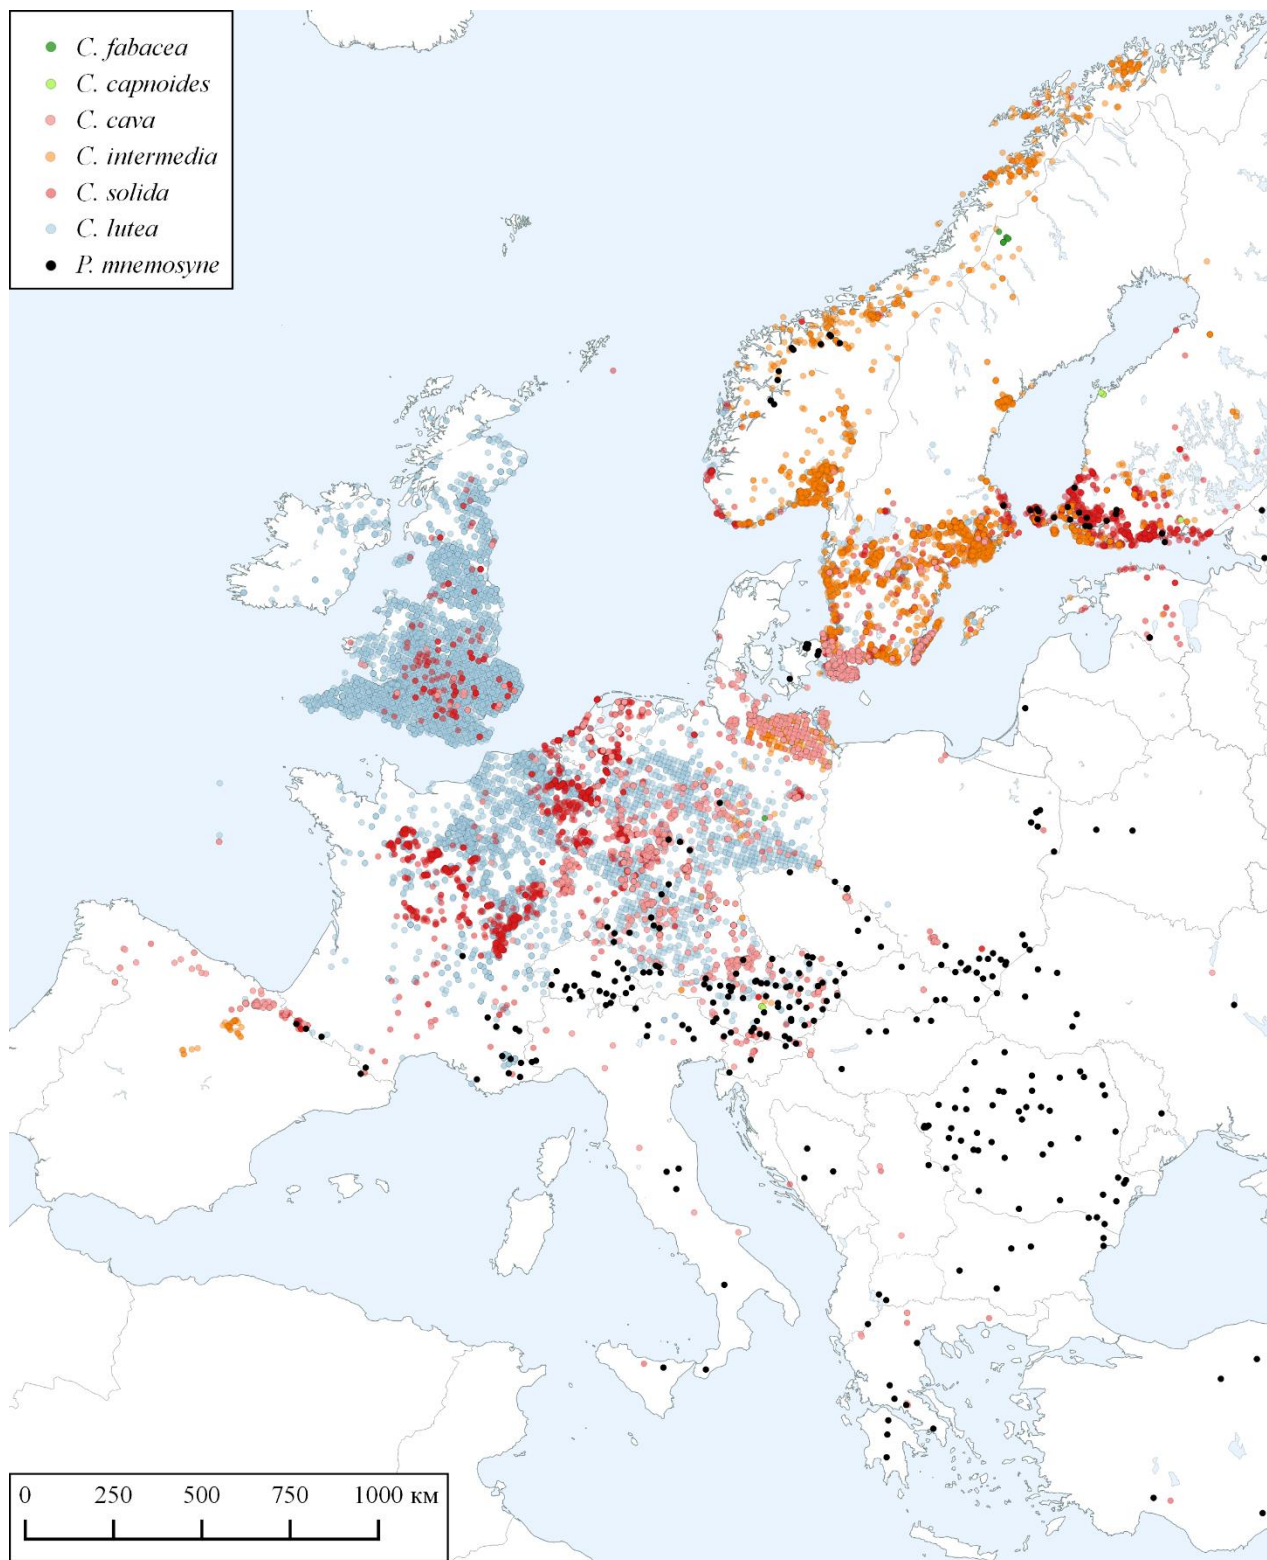 C. fabacea
C. capnoides
C. cava
C. intermedia
C. solida
C. lutea
P. mnemosyne
0 250 500 750 1000 км